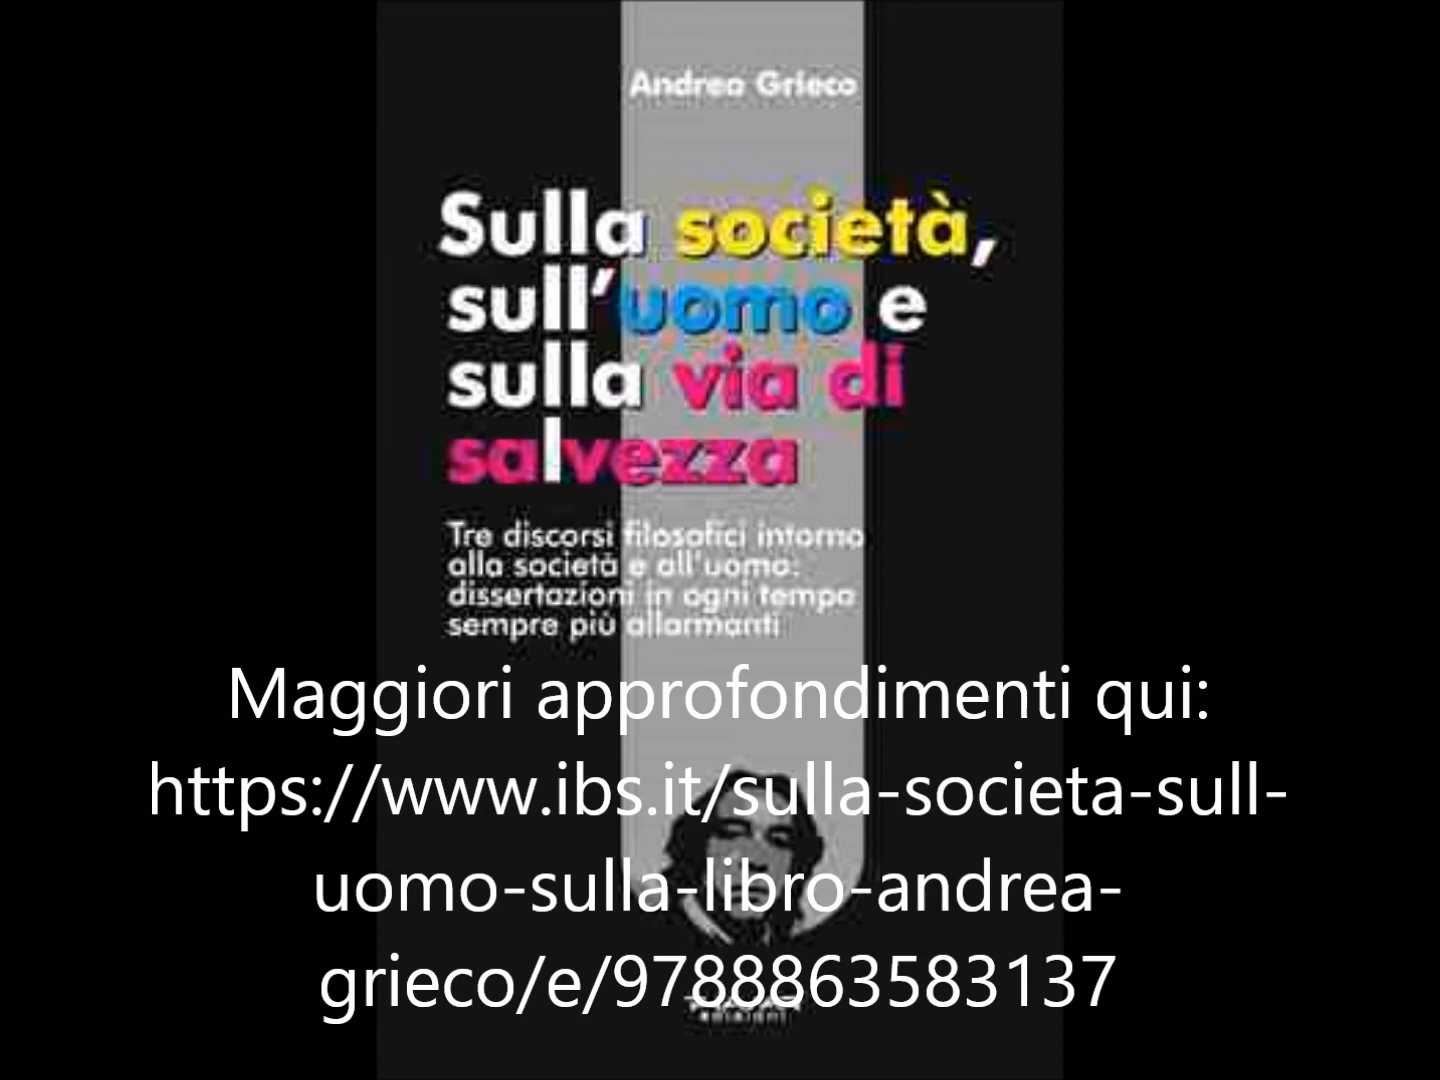 Andrea Grieco
Sulla società,
sull'uomo e
sulla via di
salvezza
Tre discorsi filosofici intorno
alla società e all'uomo:
dissertazioni in ogni tempo
sempre più allarmanti
Maggiori approfondimenti qui:
https://www.ibs.it/sulla-societa-sull-
uomo-sulla-libro-andrea-
grieco/e/9788863583137